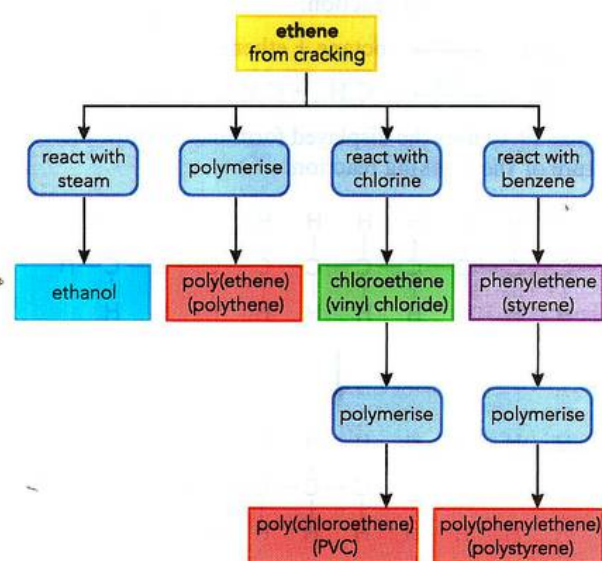 ethene
from cracking
react with
steam
polymerise
react with
chlorine
react with
benzene
ethanol
poly(ethene)
(polythene)
chloroethene
(vinyl chloride)
phenylethene
(styrene)
polymerise
polymerise
poly(chloroethene)
(PVC)
poly(phenylethene)
(polystyrene)